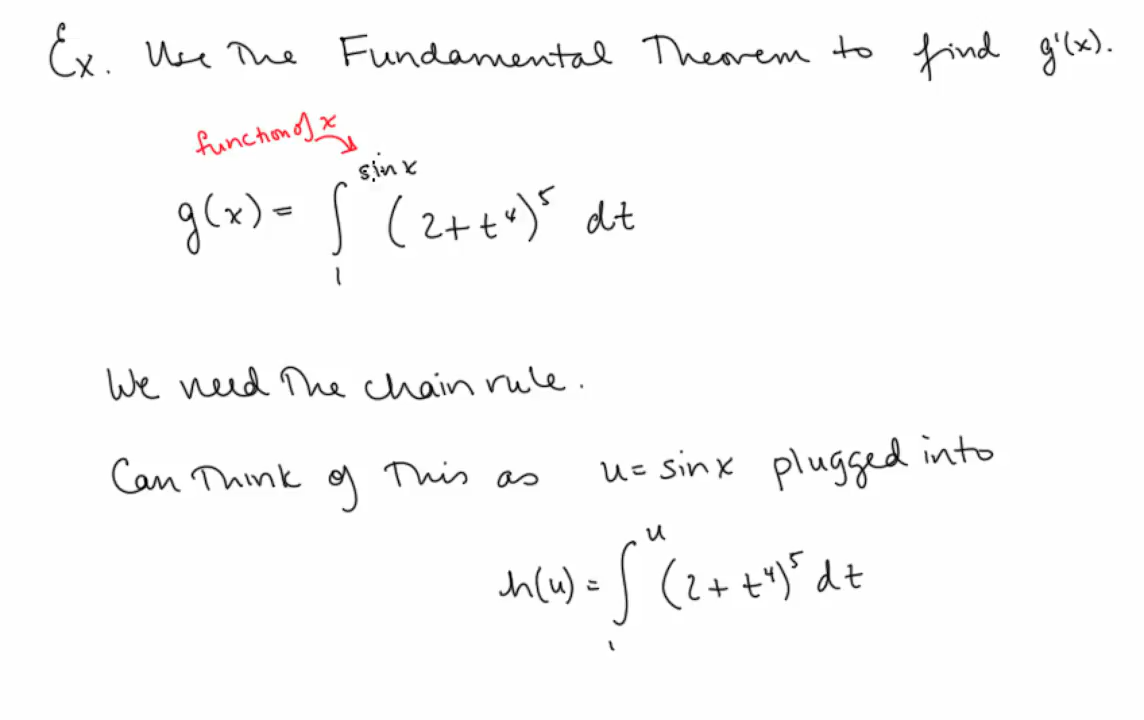 Ex. Use The Fundamental Theorem to find g'(x).
function of x
g(x) = ∫₁^{sin x} (2+t⁴)⁵ dt
We need The chain rule.
Can Think of This as u = sinx plugged into
h(u) = ∫₁^{u} (2+t⁴)⁵ dt